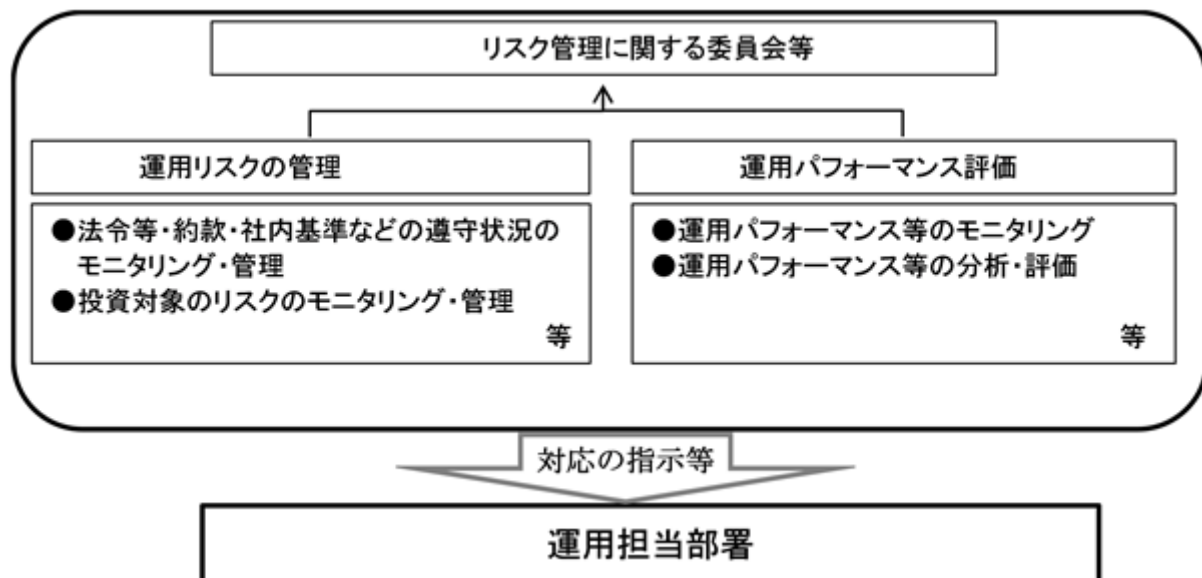 リスク管理に関する委員会等
運用リスクの管理
●法令等・約款・社内基準などの遵守状況の
モニタリング・管理
●投資対象のリスクのモニタリング・管理
等
運用パフォーマンス評価
●運用パフォーマンス等のモニタリング
●運用パフォーマンス等の分析・評価
等
対応の指示等
運用担当部署